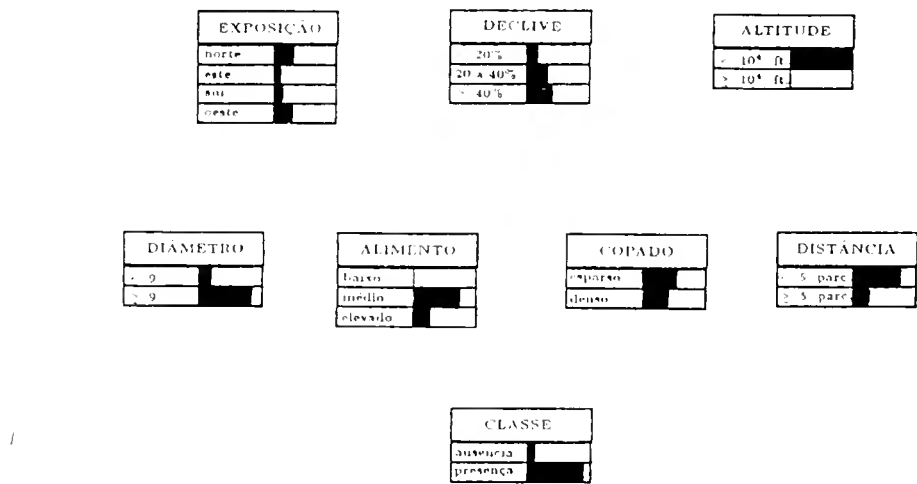 EXPOSIÇÃO
norte
este
sul
oeste
DECLIVE
20%
20 a 40%
> 40%
ALTITUDE
< 10⁴ ft.
> 10⁴ ft.
DIÂMETRO
< 9
> 9
ALIMENTO
baixo
médio
elevado
COPADO
esparso
denso
DISTÂNCIA
< 5 parc.
≥ 5 parc.
CLASSE
ausência
presença